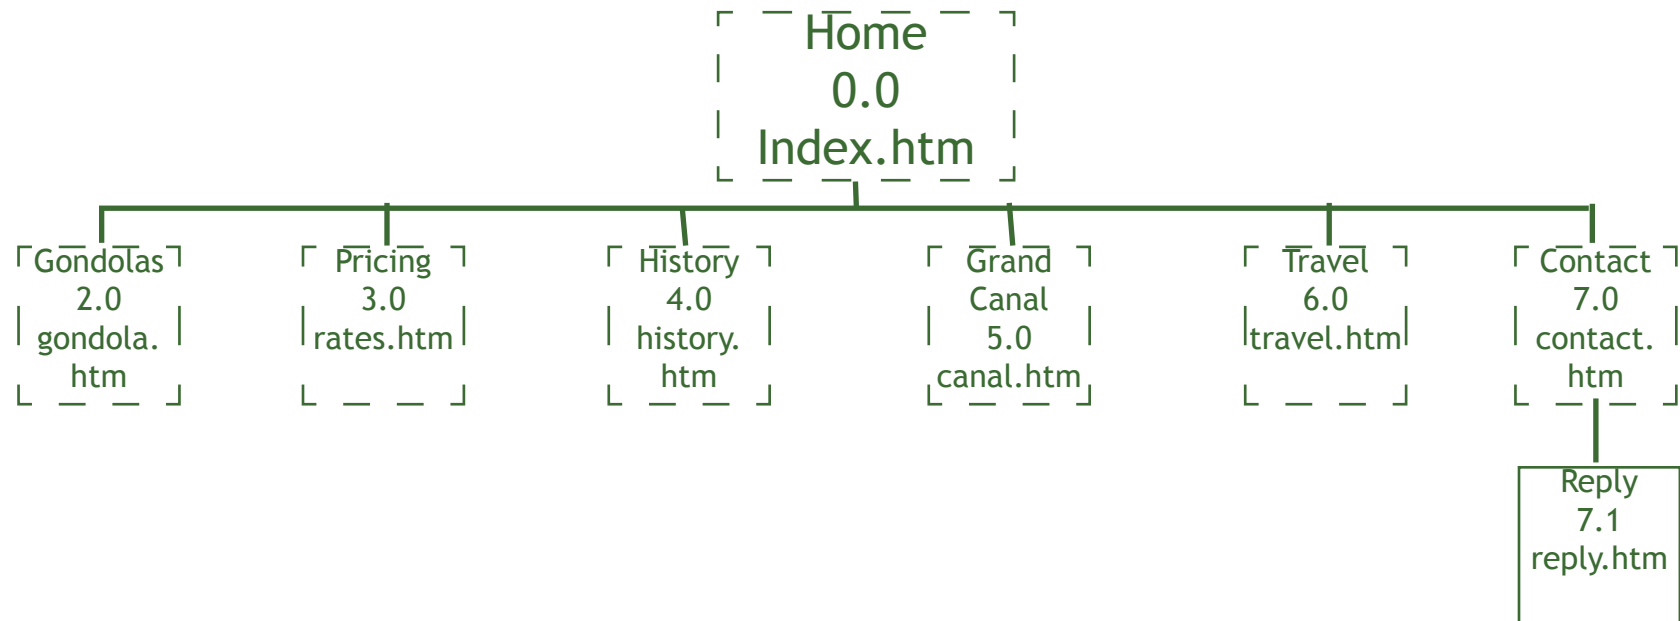 Home
0.0
Index.htm
Gondolas
2.0
gondola.
htm
Pricing
3.0
rates.htm
History
4.0
history.
htm
Grand
Canal
5.0
canal.htm
Travel
6.0
travel.htm
Contact
7.0
contact.
htm
Reply
7.1
reply.htm